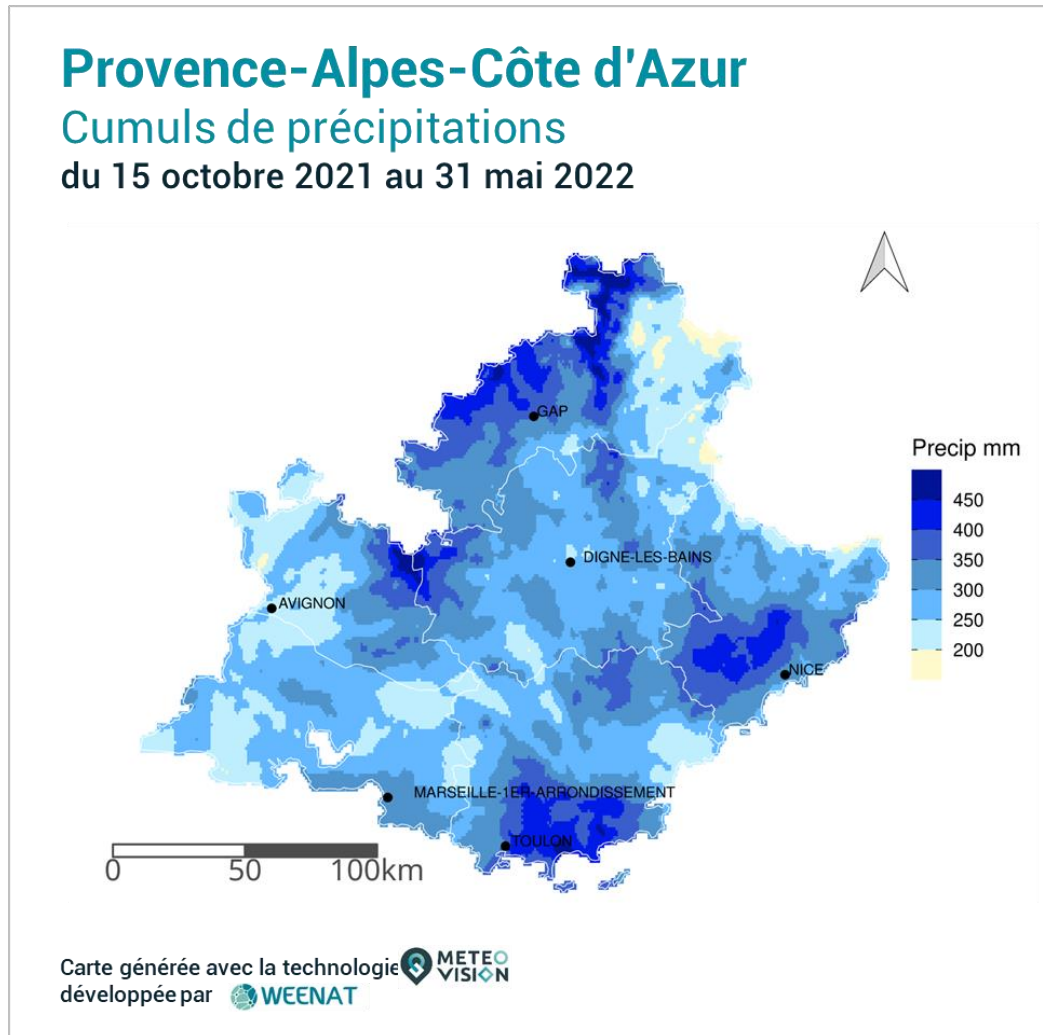 Provence-Alpes-Côte d'Azur
Cumuls de précipitations
du 15 octobre 2021 au 31 mai 2022
GAP
Precip mm
450
400
350
300
250
200
DIGNE-LES-BAINS
AVIGNON
NICE
MARSEILLE-1ER-ARRONDISSEMENT
TOULON
0 50 100km
Carte générée avec la technologie METEO VISION
développée par WEENAT